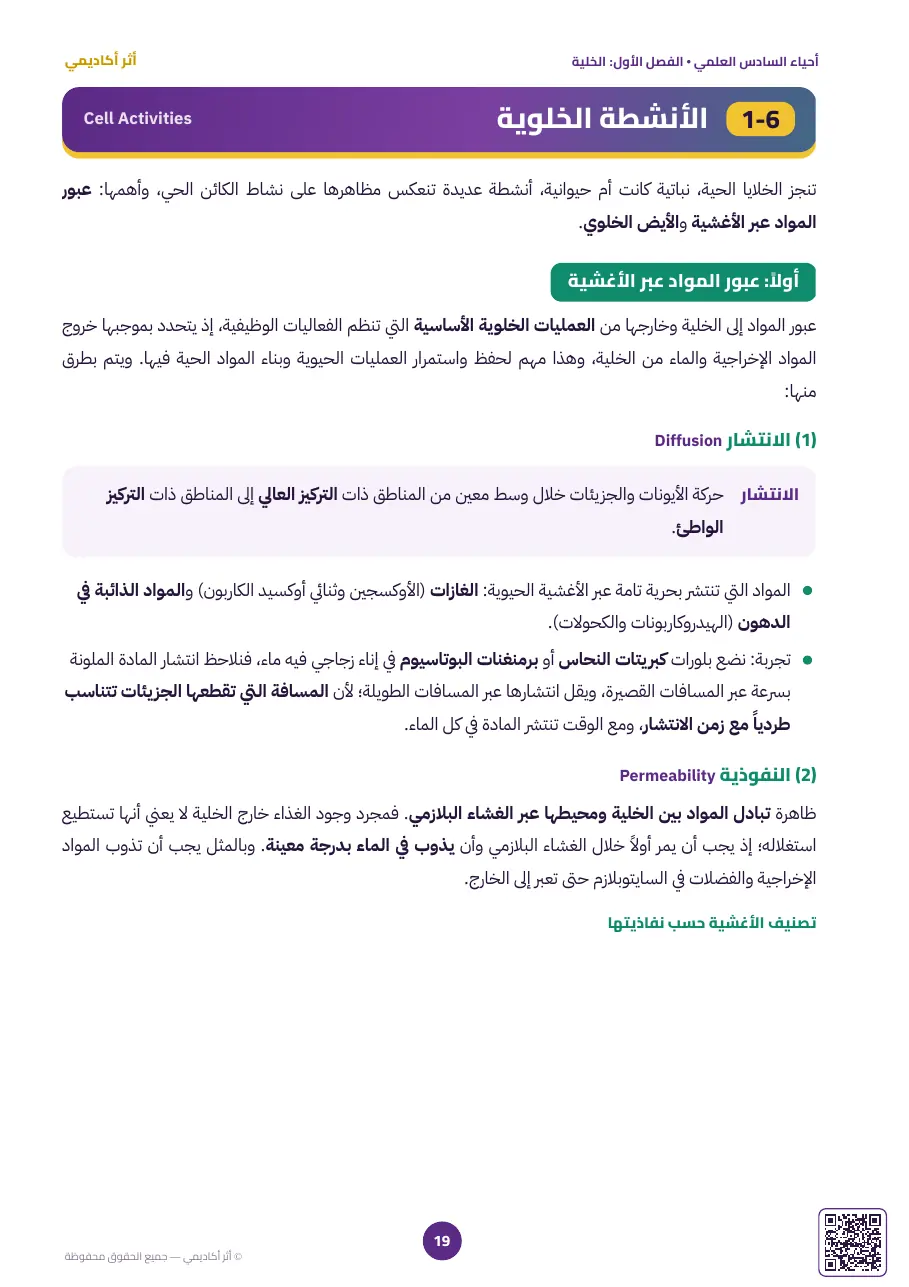 أحياء السادس العلمي • الفصل الأول: الخلية
أثر أكاديمي
1-6 الأنشطة الخلوية
Cell Activities
تنجز الخلايا الحية، نباتية كانت أم حيوانية، أنشطة عديدة تنعكس مظاهرها على نشاط الكائن الحي، وأهمها: عبور
المواد عبر الأغشية والأيض الخلوي.
أولاً: عبور المواد عبر الأغشية
عبور المواد إلى الخلية وخارجها من العمليات الخلوية الأساسية التي تنظم الفعاليات الوظيفية، إذ يتحدد بموجبها خروج
المواد الإخراجية والماء من الخلية، وهذا مهم لحفظ واستمرار العمليات الحيوية وبناء المواد الحية فيها. ويتم بطرق
منها:
(1) الانتشار Diffusion
الانتشار حركة الأيونات والجزيئات خلال وسط معين من المناطق ذات التركيز العالي إلى المناطق ذات التركيز
الواطئ.
● المواد التي تنتشر بحرية تامة عبر الأغشية الحيوية: الغازات (الأوكسجين وثنائي أوكسيد الكاربون) والمواد الذائبة في
الدهون (الهيدروكاربونات والكحولات).
● تجربة: نضع بلورات كبريتات النحاس أو برمنغنات البوتاسيوم في إناء زجاجي فيه ماء، فنلاحظ انتشار المادة الملونة
بسرعة عبر المسافات القصيرة، ويقل انتشارها عبر المسافات الطويلة؛ لأن المسافة التي تقطعها الجزيئات تتناسب
طردياً مع زمن الانتشار، ومع الوقت تنتشر المادة في كل الماء.
(2) النفوذية Permeability
ظاهرة تبادل المواد بين الخلية ومحيطها عبر الغشاء البلازمي. فمجرد وجود الغذاء خارج الخلية لا يعني أنها تستطيع
استغلاله؛ إذ يجب أن يمر أولاً خلال الغشاء البلازمي وأن يذوب في الماء بدرجة معينة. وبالمثل يجب أن تذوب المواد
الإخراجية والفضلات في السايتوبلازم حتى تعبر إلى الخارج.
تصنيف الأغشية حسب نفاذيتها
19
© أثر أكاديمي — جميع الحقوق محفوظة